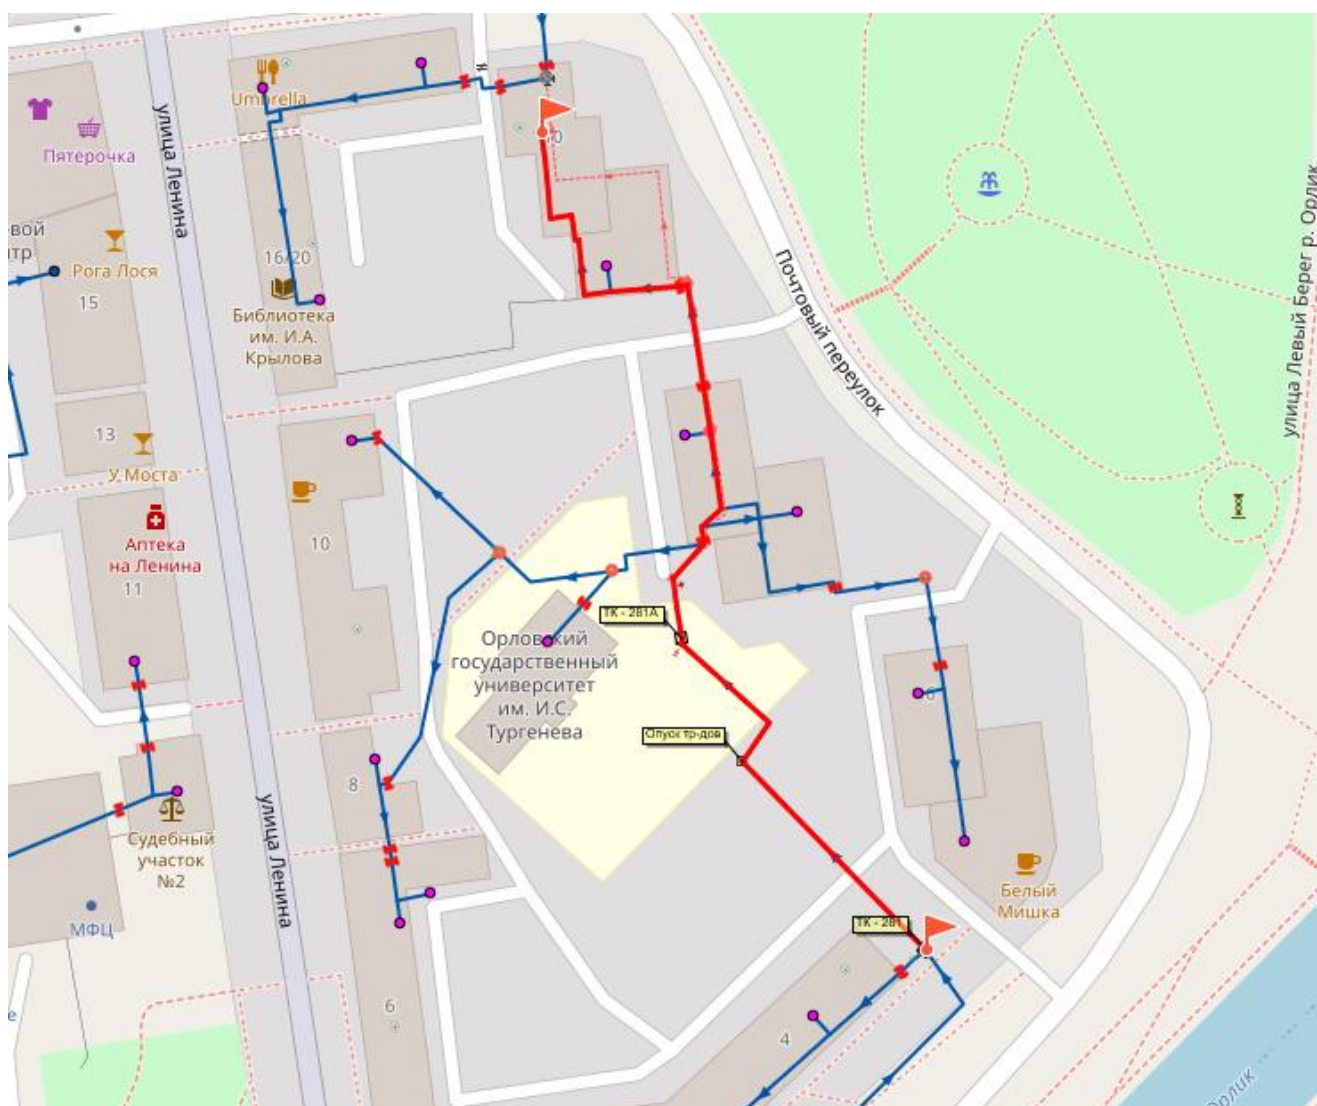 Umbrella
улица Ленина
Пятерочка
16/20
Библиотека
им. И.А.
Крылова
Рога Лося
15
Почтовый переулок
улица Левый Берег р. Орлик
13
У Моста
Аптека
на Ленина
11
10
ТК - 281А
Орловский
государственный
университет
им. И.С.
Тургенева
Опуск тр-дов
6
8
Судебный
участок
№2
улица Ленина
МФЦ
Белый
Мишка
ТК - 281
6
4
Орлик